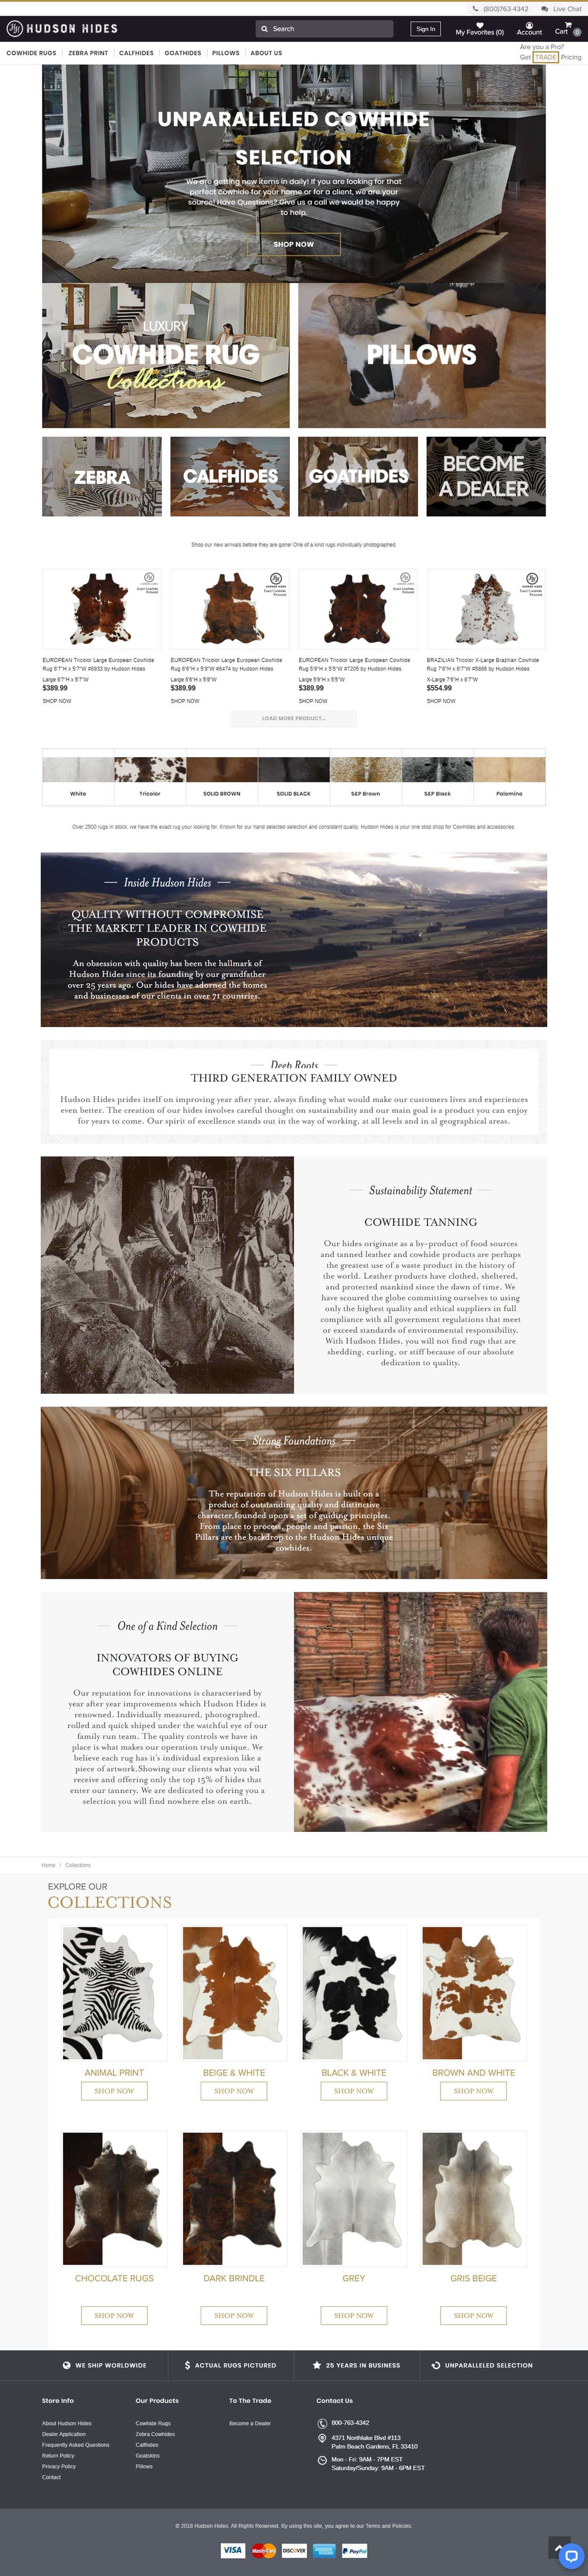 (800)763-4342 Live Chat
HUDSON HIDES
Search
Sign In
My Favorites (0)
Account
Cart 0
COWHIDE RUGS ZEBRA PRINT CALFHIDES GOATHIDES PILLOWS ABOUT US
Are you a Pro?
Get TRADE Pricing
UNPARALLELED COWHIDE
SELECTION
We are getting new items in daily! If you are looking for that
perfect cowhide for your home or for a client, we are your
source! Have Questions? Give us a call we would be happy
to help.
SHOP NOW
LUXURY
COWHIDE RUG
Collections
PILLOWS
ZEBRA
CALFHIDES
GOATHIDES
BECOME
A DEALER
Shop our new arrivals before they are gone! One of a kind rugs individually photographed.
EUROPEAN Tricolor Large European Cowhide
Rug 6'7"H x 5'7"W #6933 by Hudson Hides
Large 6'7"H x 5'7"W
$389.99
SHOP NOW
EUROPEAN Tricolor Large European Cowhide
Rug 6'6"H x 5'9"W #6474 by Hudson Hides
Large 6'6"H x 5'9"W
$389.99
SHOP NOW
EUROPEAN Tricolor Large European Cowhide
Rug 5'9"H x 5'5"W #7205 by Hudson Hides
Large 5'9"H x 5'5"W
$389.99
SHOP NOW
BRAZILIAN Tricolor X-Large Brazilian Cowhide
Rug 7'6"H x 6'7"W #5866 by Hudson Hides
X-Large 7'6"H x 6'7"W
$554.99
SHOP NOW
LOAD MORE PRODUCT...
White
Tricolor
SOLID BROWN
SOLID BLACK
S&P Brown
S&P Black
Palomino
Over 2500 rugs in stock, we have the exact rug your looking for. Known for our hand selected selection and consistent quality. Hudson Hides is your one stop shop for Cowhides and accessories.
Inside Hudson Hides
QUALITY WITHOUT COMPROMISE
THE MARKET LEADER IN COWHIDE
PRODUCTS
An obsession with quality has been the hallmark of
Hudson Hides since its founding by our grandfather
over 25 years ago. Our hides have adorned the homes
and businesses of our clients in over 71 countries.
Deep Roots
THIRD GENERATION FAMILY OWNED
Hudson Hides prides itself on improving year after year, always finding what would make our customers lives and experiences
even better. The creation of our hides involves careful thought on sustainability and our main goal is a product you can enjoy
for years to come. Our spirit of excellence stands out in the way of working, at all levels and in al geographical areas.
Sustainability Statement
COWHIDE TANNING
Our hides originate as a by-product of food sources
and tanned leather and cowhide products are perhaps
the greatest use of a waste product in the history of
the world. Leather products have clothed, sheltered,
and protected mankind since the dawn of time. We
have scoured the globe committing ourselves to using
only the highest quality and ethical suppliers in full
compliance with all government regulations that meet
or exceed standards of environmental responsibility.
With Hudson Hides, you will not find rugs that are
shedding, curling, or stiff because of our absolute
dedication to quality.
Strong Foundations
THE SIX PILLARS
The reputation of Hudson Hides is built on a
product of outstanding quality and distinctive
character,founded upon a set of guiding principles.
From place to process, people and passion, the Six
Pillars are the backdrop to the Hudson Hides unique
cowhides.
One of a Kind Selection
INNOVATORS OF BUYING
COWHIDES ONLINE
Our reputation for innovations is characterised by
year after year improvements which Hudson Hides is
renowned. Individually measured, photographed,
rolled and quick shiped under the watchful eye of our
family run team. The quality controls we have in
place is what makes our operation truly unique. We
believe each rug has it's individual expresion like a
piece of artwork.Showing our clients what you wil
receive and offering only the top 15% of hides that
enter our tannery. We are dedicated to ofering you a
selection you will find nowhere else on earth.
Home / Collections
EXPLORE OUR
COLLECTIONS
ANIMAL PRINT
SHOP NOW
BEIGE & WHITE
SHOP NOW
BLACK & WHITE
SHOP NOW
BROWN AND WHITE
SHOP NOW
CHOCOLATE RUGS
SHOP NOW
DARK BRINDLE
SHOP NOW
GREY
SHOP NOW
GRIS BEIGE
SHOP NOW
WE SHIP WORLDWIDE
ACTUAL RUGS PICTURED
25 YEARS IN BUSINESS
UNPARALLELED SELECTION
Store Info
About Hudson Hides
Dealer Application
Frequently Asked Questions
Return Policy
Privacy Policy
Contact
Our Products
Cowhide Rugs
Zebra Cowhides
Calfhides
Goatskins
Pillows
To The Trade
Become a Dealer
Contact Us
800-763-4342
4371 Northlake Blvd #113
Palm Beach Gardens, FL 33410
Mon - Fri: 9AM - 7PM EST
Saturday/Sunday: 9AM - 6PM EST
© 2018 Hudson Hides. All Rights Reserved. By using this site, you agree to our Terms and Policies.
VISA MasterCard DISCOVER PayPal